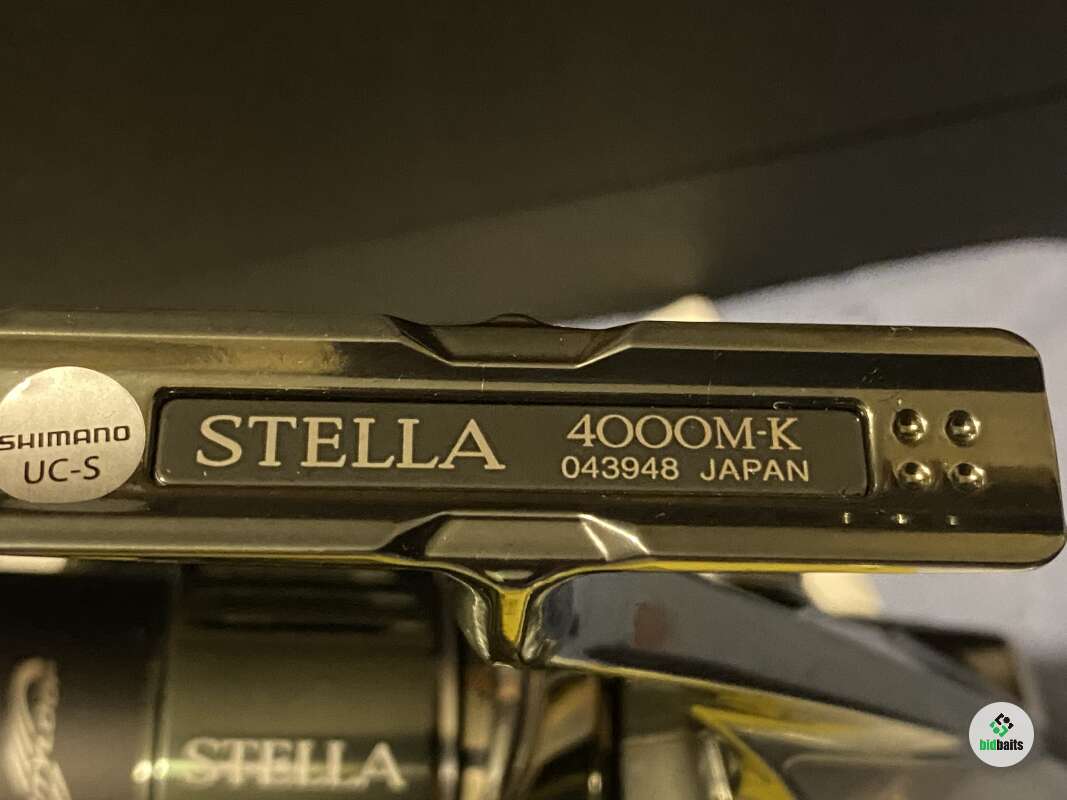 SHIMANO
UC-S
STELLA
4000M-K
043948 JAPAN
STELLA
bidbaits